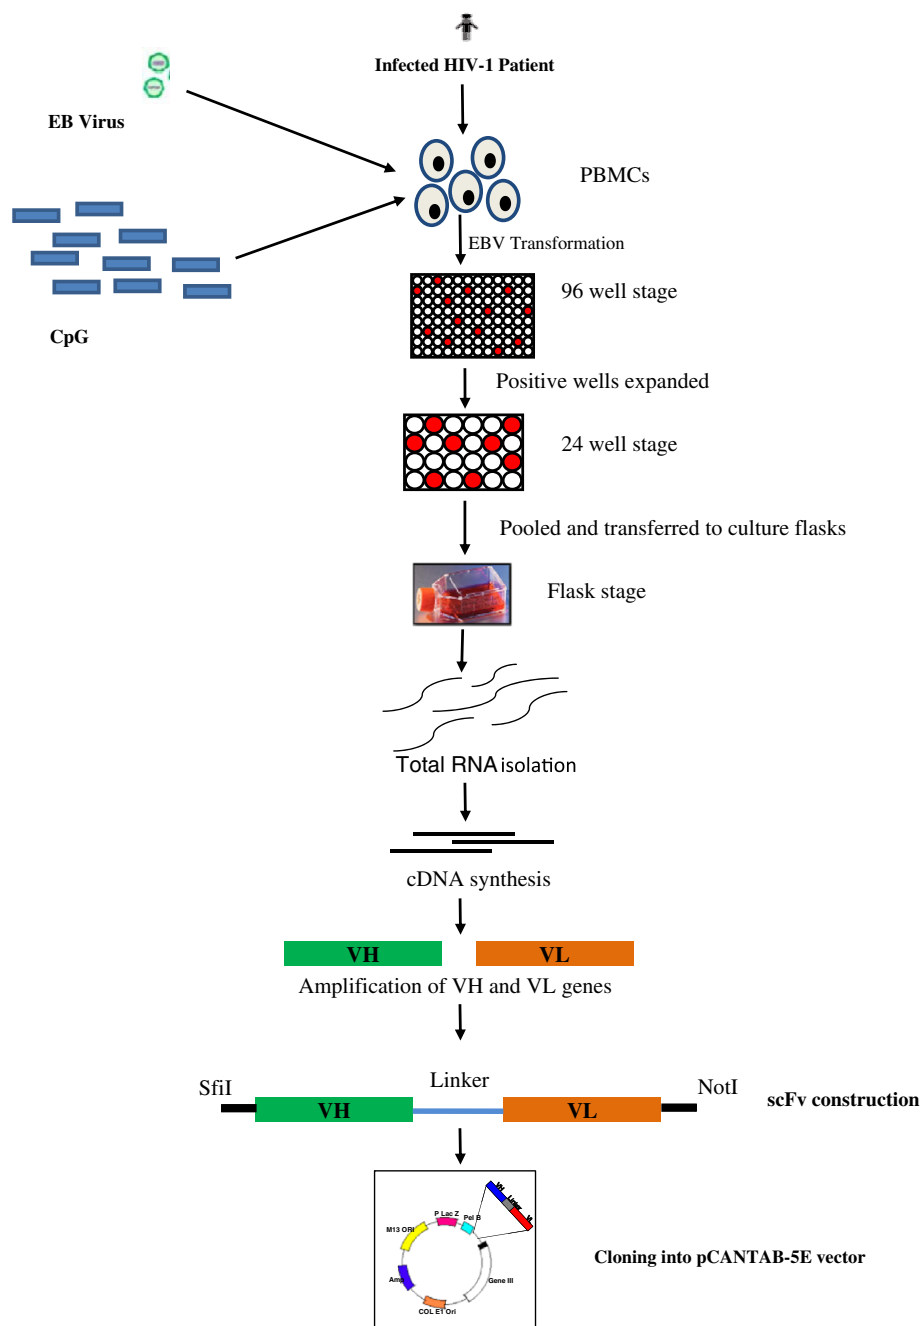 Infected HIV-1 Patient
EB Virus
PBMCs
EBV Transformation
96 well stage
CpG
Positive wells expanded
24 well stage
Pooled and transferred to culture flasks
Flask stage
Total RNA isolation
cDNA synthesis
VH VL
Amplification of VH and VL genes
SfiI Linker NotI
VH VL scFv construction
VH Linker
P Lac Z Pel B
M13 ORI
Amp Gene III
COL E1 Ori
Cloning into pCANTAB-5E vector